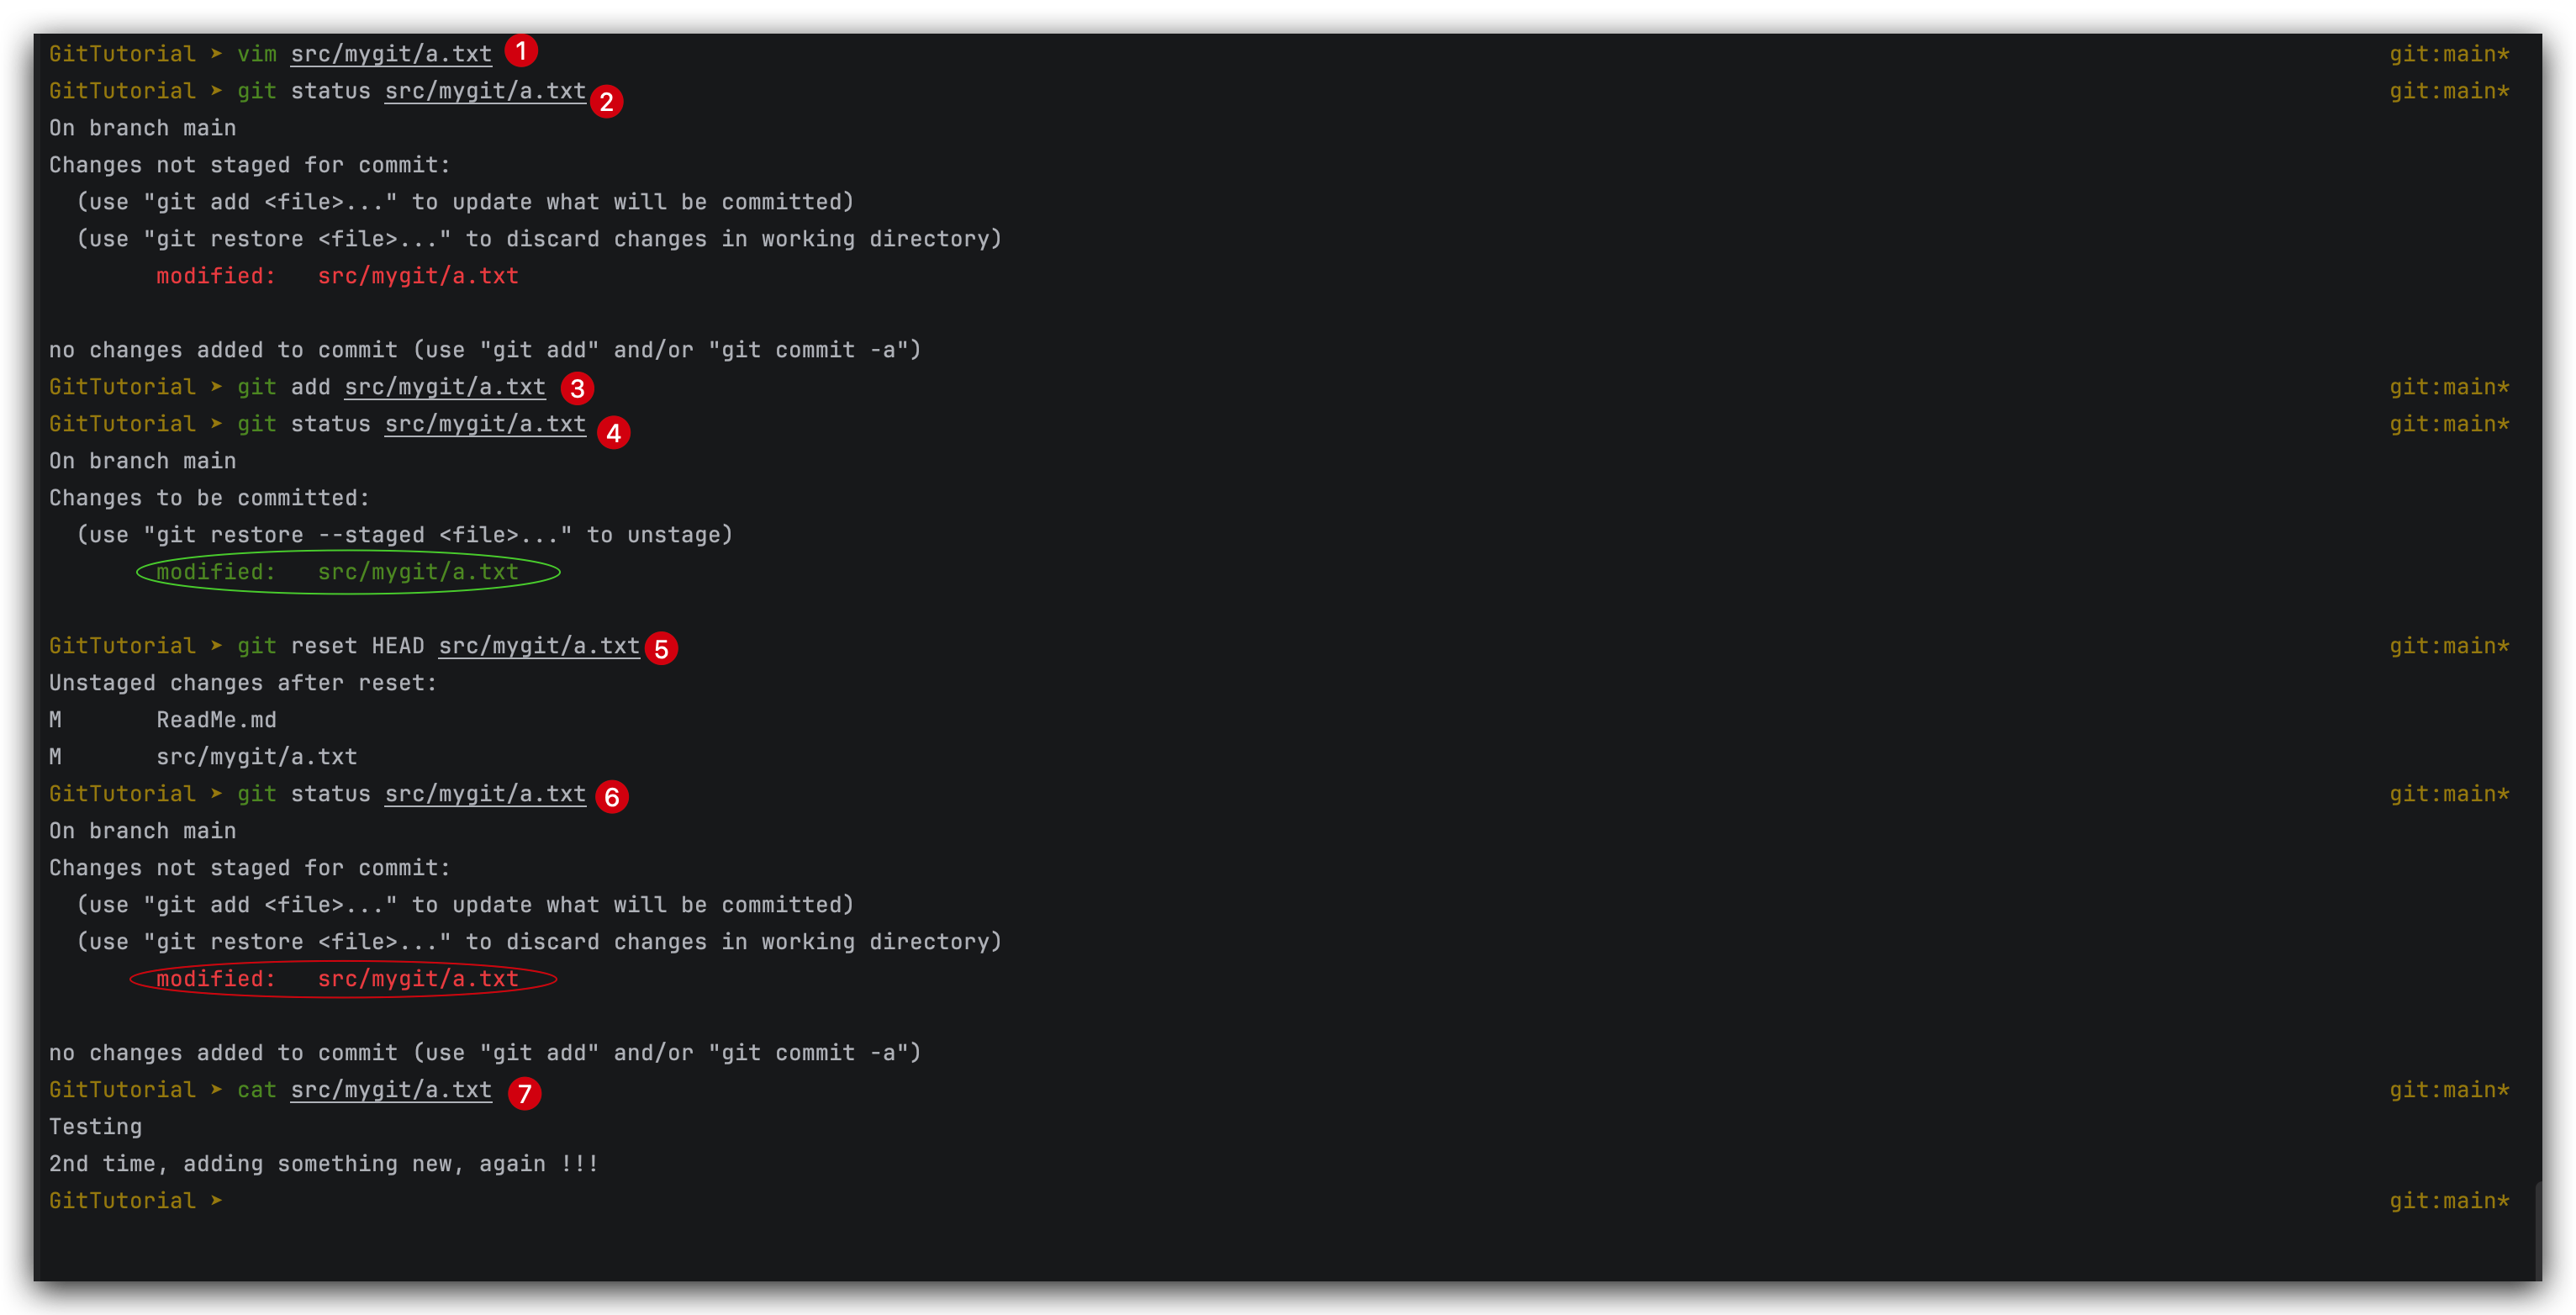 GitTutorial ➤ vim src/mygit/a.txt 1 git:main*
GitTutorial ➤ git status src/mygit/a.txt 2 git:main*
On branch main
Changes not staged for commit:
  (use "git add <file>..." to update what will be committed)
  (use "git restore <file>..." to discard changes in working directory)
        modified:   src/mygit/a.txt
no changes added to commit (use "git add" and/or "git commit -a")
GitTutorial ➤ git add src/mygit/a.txt 3 git:main*
GitTutorial ➤ git status src/mygit/a.txt 4 git:main*
On branch main
Changes to be committed:
  (use "git restore --staged <file>..." to unstage)
        modified:   src/mygit/a.txt
GitTutorial ➤ git reset HEAD src/mygit/a.txt 5 git:main*
Unstaged changes after reset:
M       ReadMe.md
M       src/mygit/a.txt
GitTutorial ➤ git status src/mygit/a.txt 6 git:main*
On branch main
Changes not staged for commit:
  (use "git add <file>..." to update what will be committed)
  (use "git restore <file>..." to discard changes in working directory)
        modified:   src/mygit/a.txt
no changes added to commit (use "git add" and/or "git commit -a")
GitTutorial ➤ cat src/mygit/a.txt 7 git:main*
Testing
2nd time, adding something new, again !!!
GitTutorial ➤ git:main*